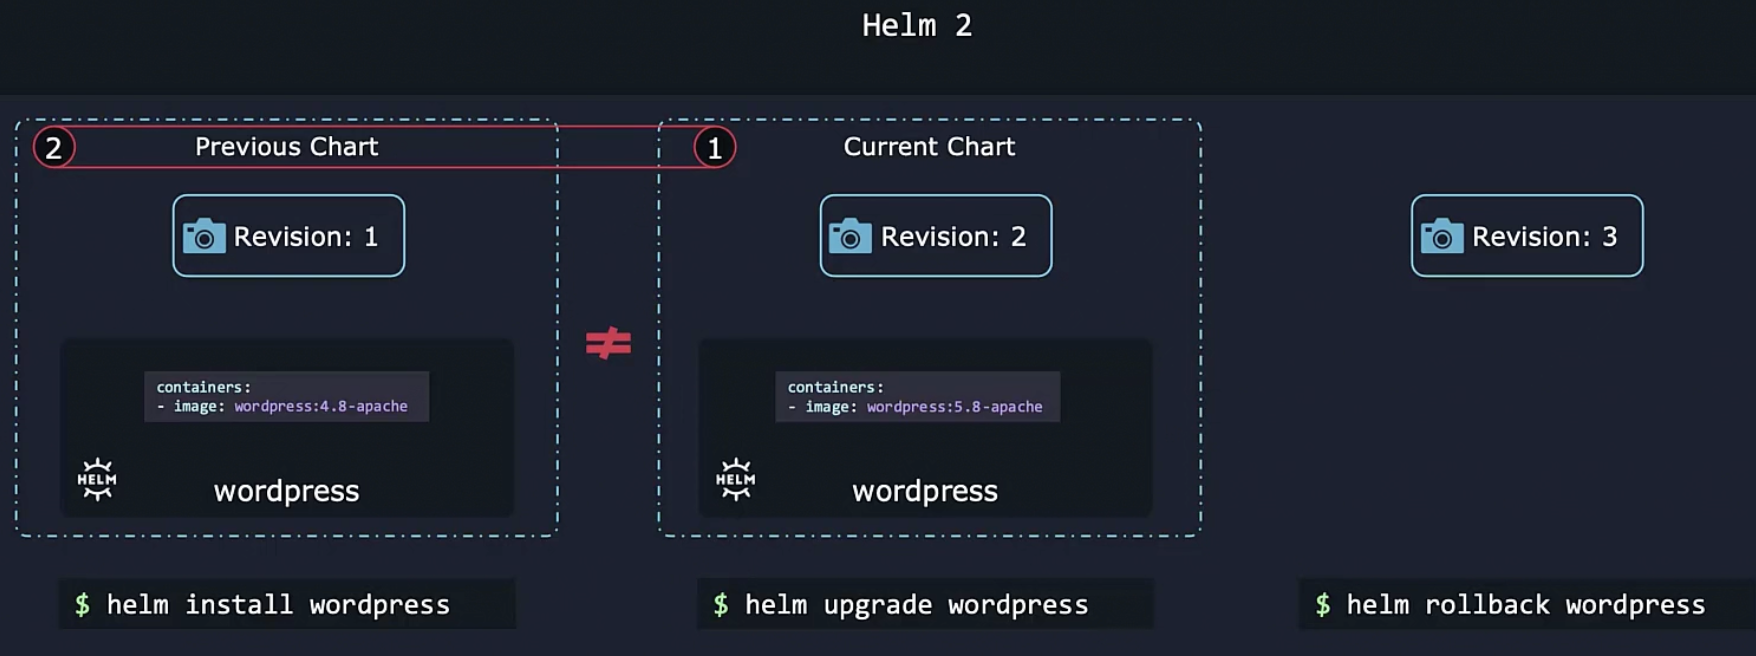 Helm 2
2 Previous Chart
1 Current Chart
Revision: 1
Revision: 2
Revision: 3
≠
containers:
- image: wordpress:4.8-apache
HELM
wordpress
containers:
- image: wordpress:5.8-apache
HELM
wordpress
$ helm install wordpress
$ helm upgrade wordpress
$ helm rollback wordpress